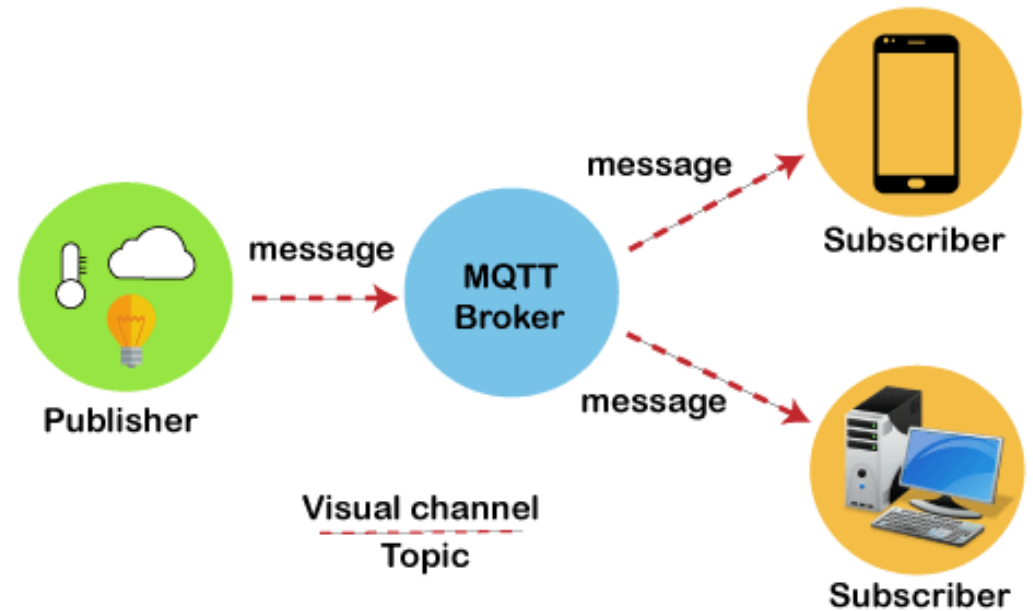 message
Subscriber
message
MQTT
Broker
Publisher
message
Visual channel
Topic
Subscriber